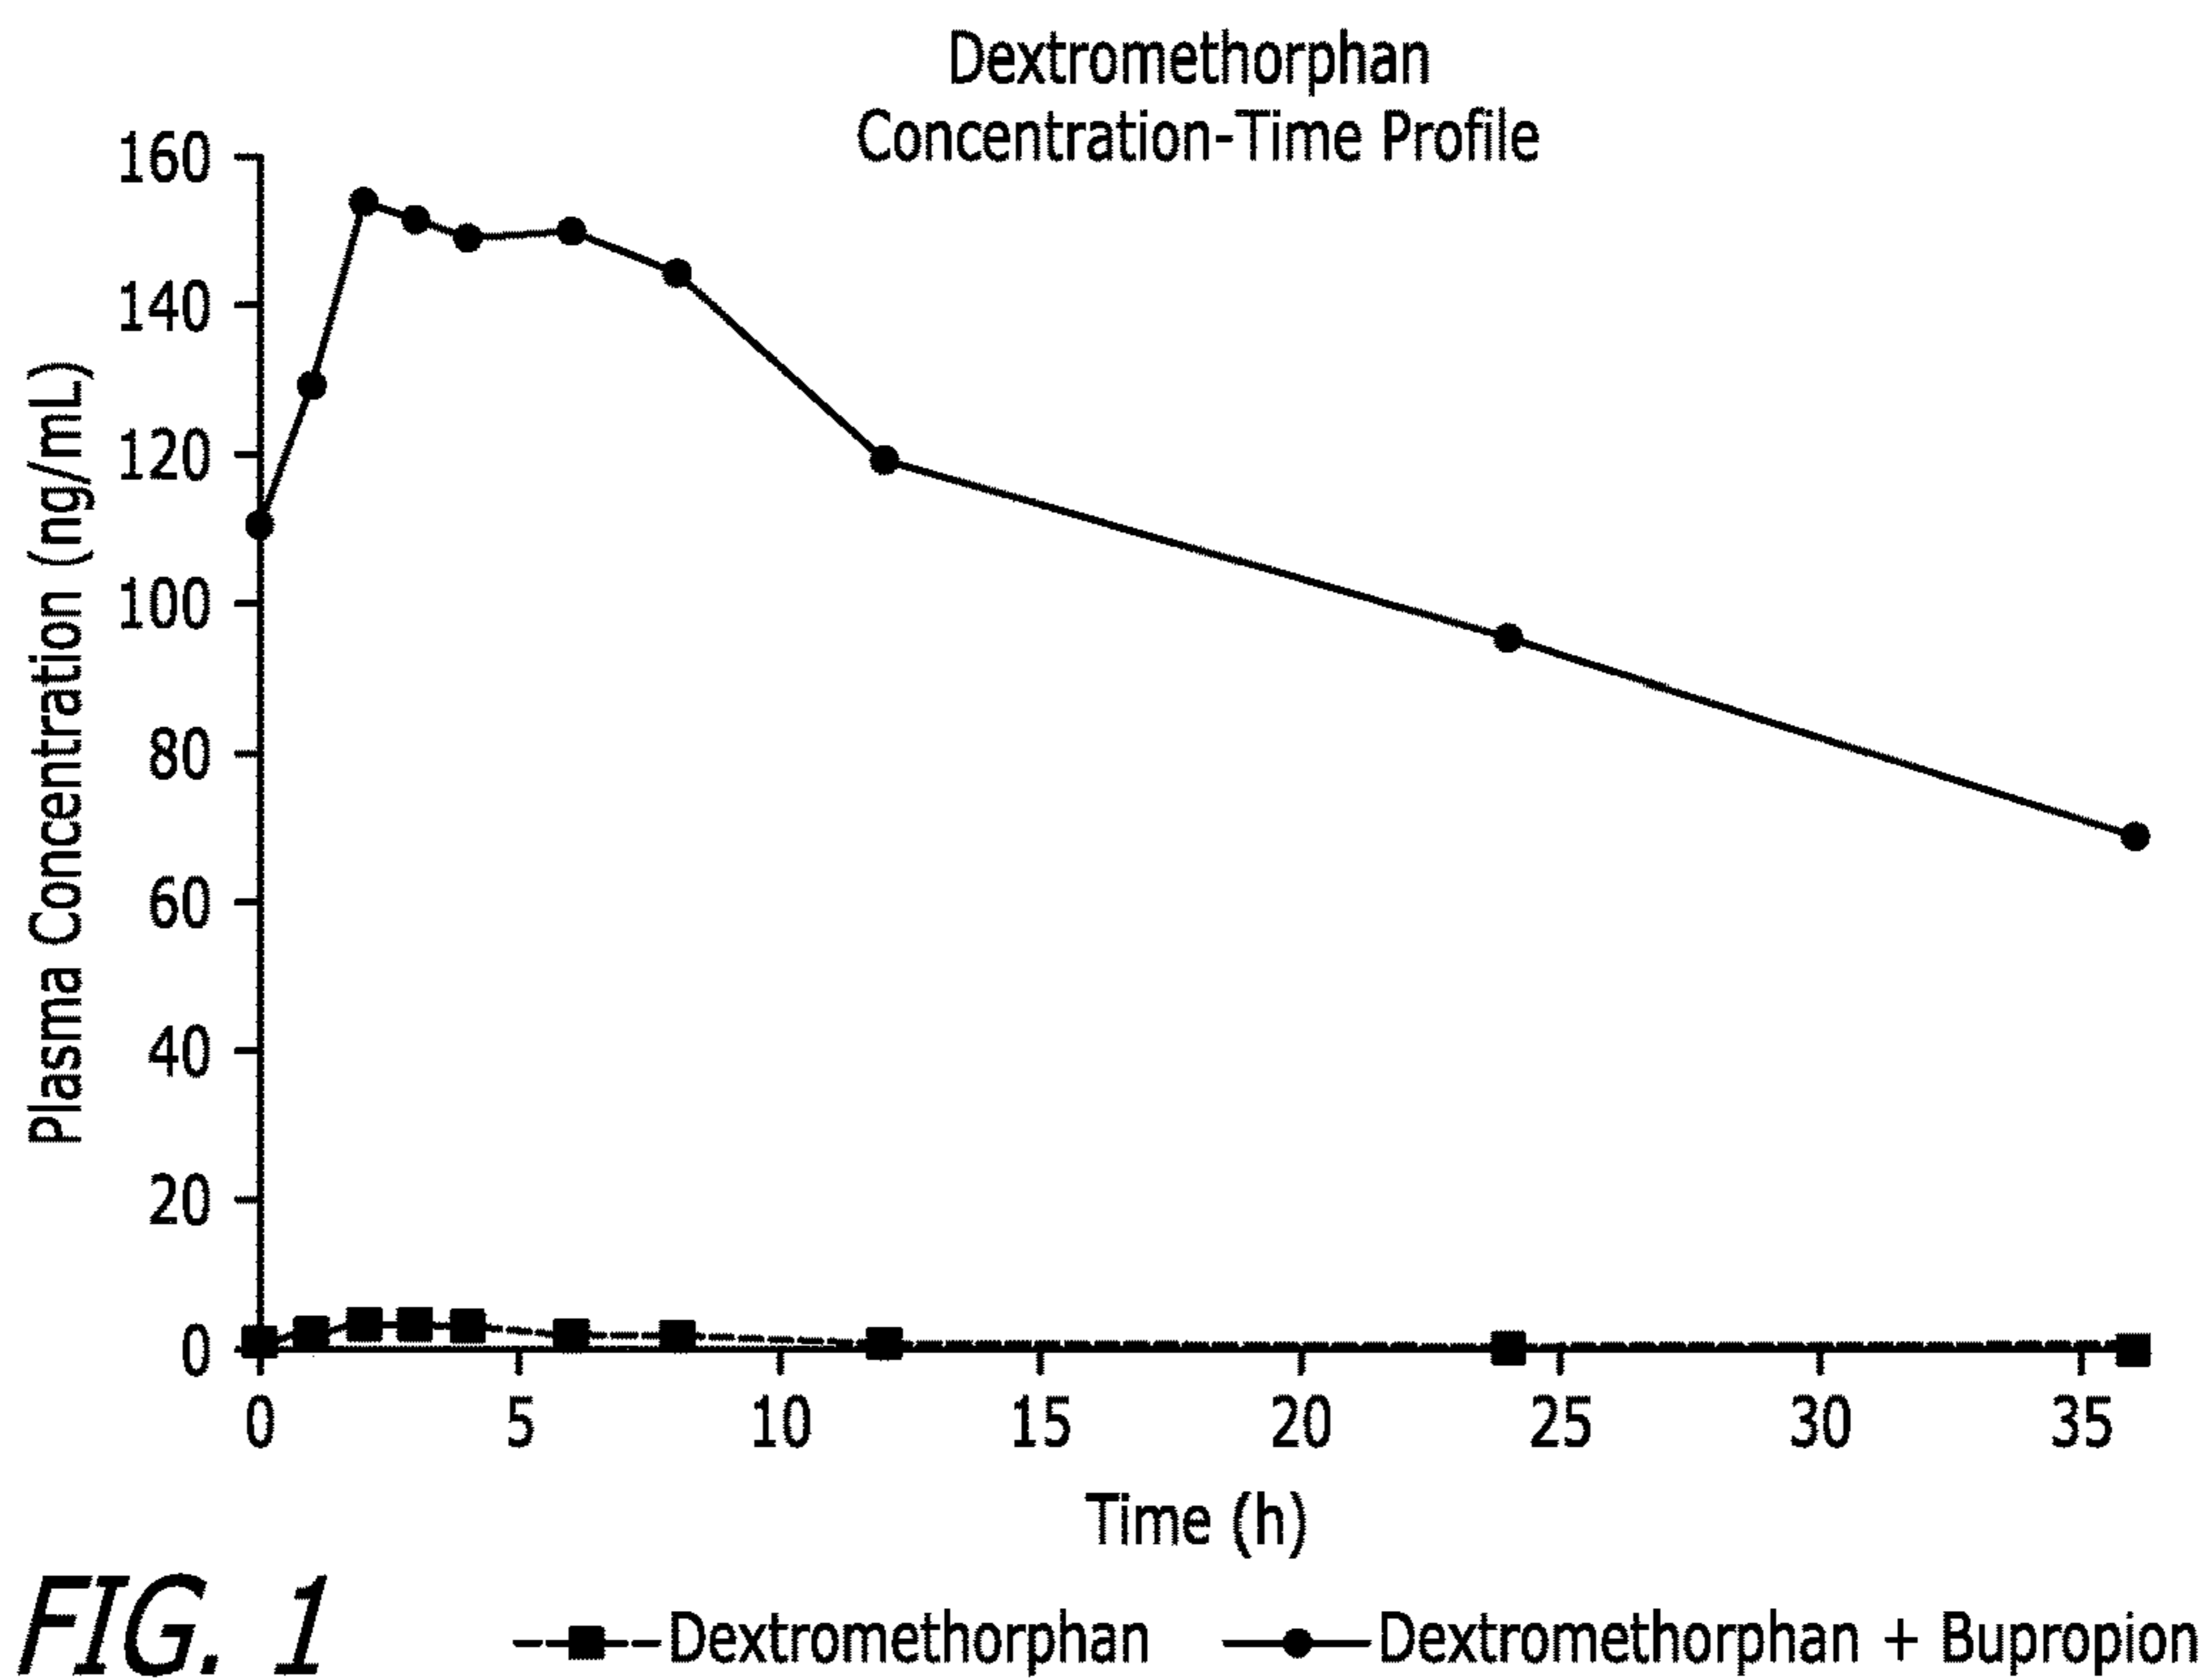 Dextromethorphan
Concentration-Time Profile
Plasma Concentration (ng/mL)
160
140
120
100
80
60
40
20
0
0 5 10 15 20 25 30 35
Time (h)
FIG. 1
Dextromethorphan
Dextromethorphan + Bupropion